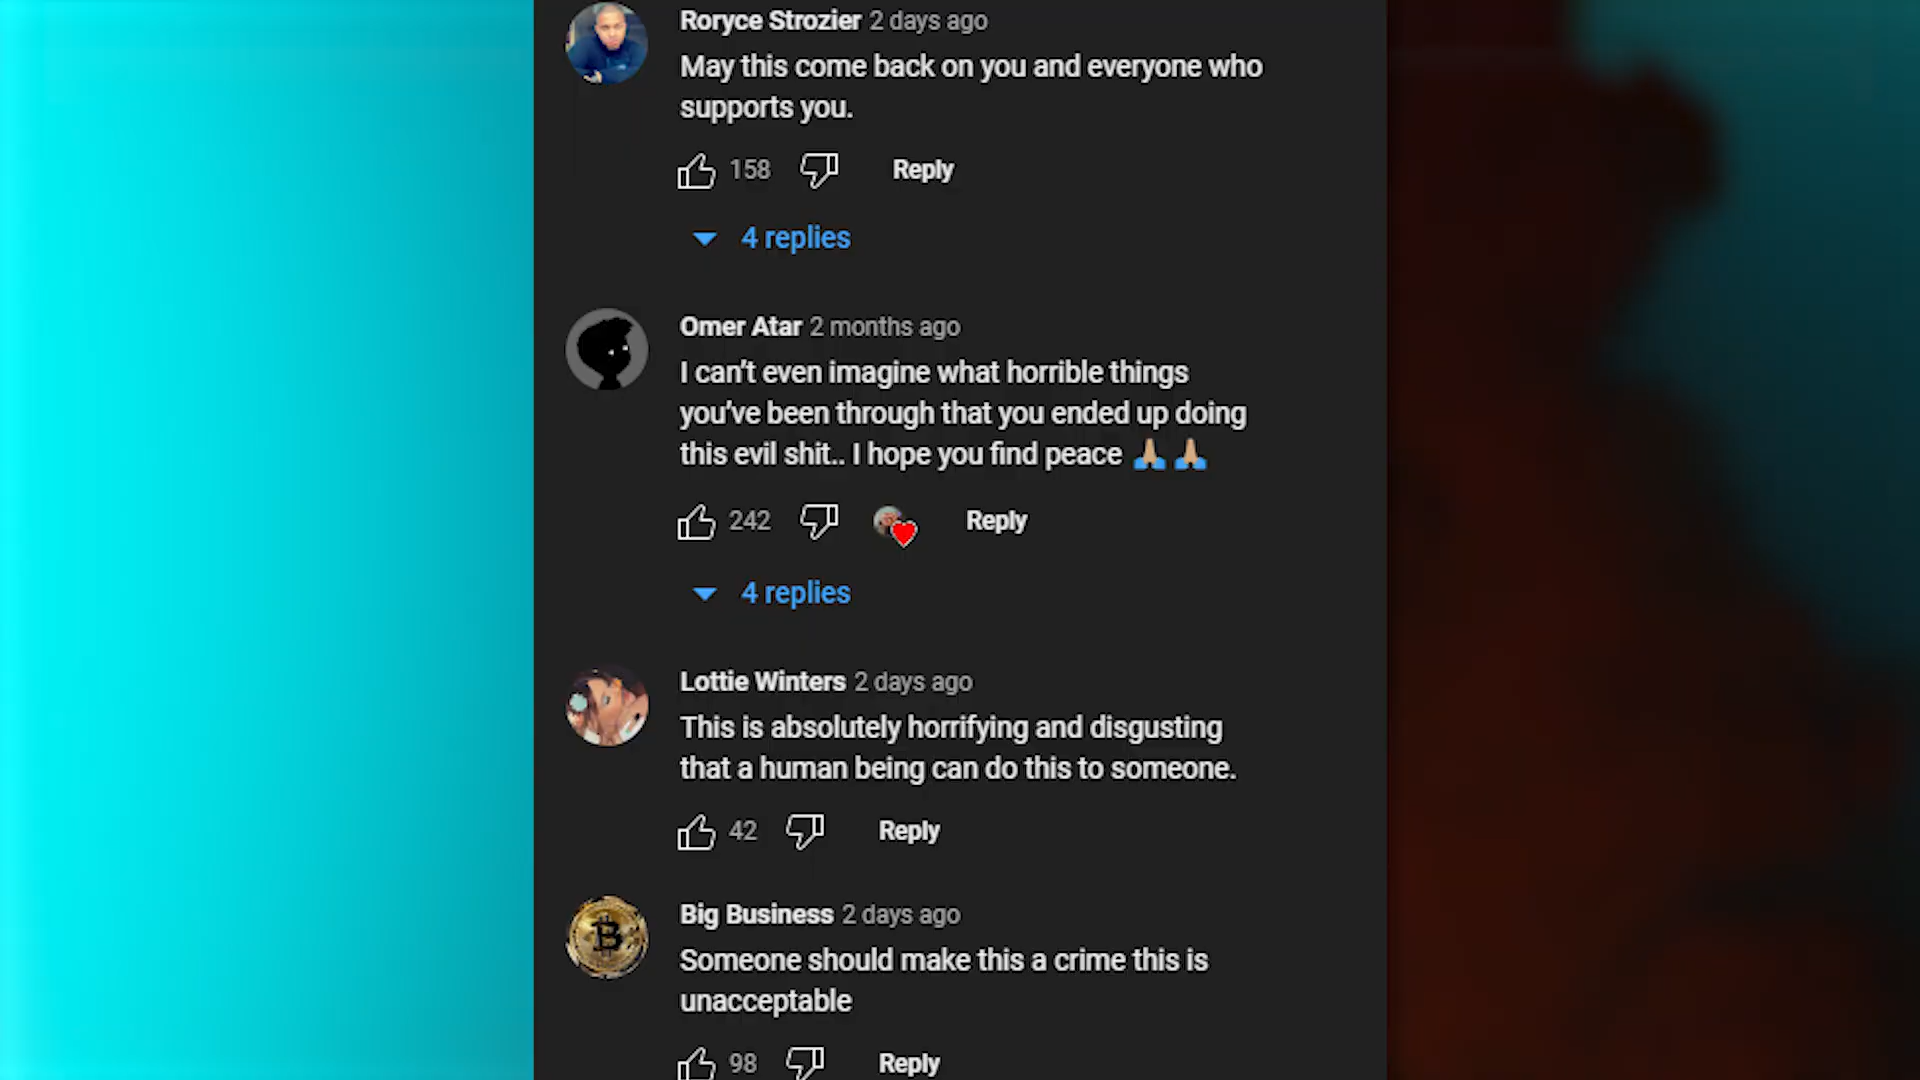 Roryce Strozier 2 days ago
May this come back on you and everyone who
supports you.
158 Reply
4 replies
Omer Atar 2 months ago
I can't even imagine what horrible things
you've been through that you ended up doing
this evil shit.. I hope you find peace 🙏🏼 🙏🏼
242 Reply
4 replies
Lottie Winters 2 days ago
This is absolutely horrifying and disgusting
that a human being can do this to someone.
42 Reply
Big Business 2 days ago
Someone should make this a crime this is
unacceptable
98 Reply